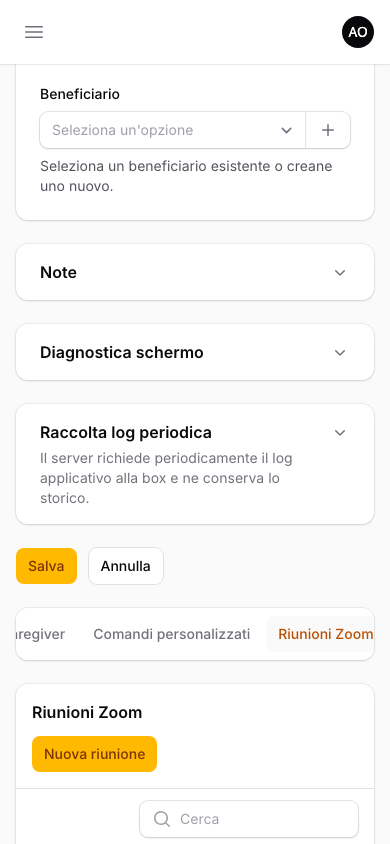 AO
Beneficiario
Seleziona un'opzione
Seleziona un beneficiario esistente o creane
uno nuovo.
Note
Diagnostica schermo
Raccolta log periodica
Il server richiede periodicamente il log
applicativo alla box e ne conserva lo
storico.
Salva
Annulla
Comandi personalizzati
Riunioni Zoom
Riunioni Zoom
Nuova riunione
Cerca